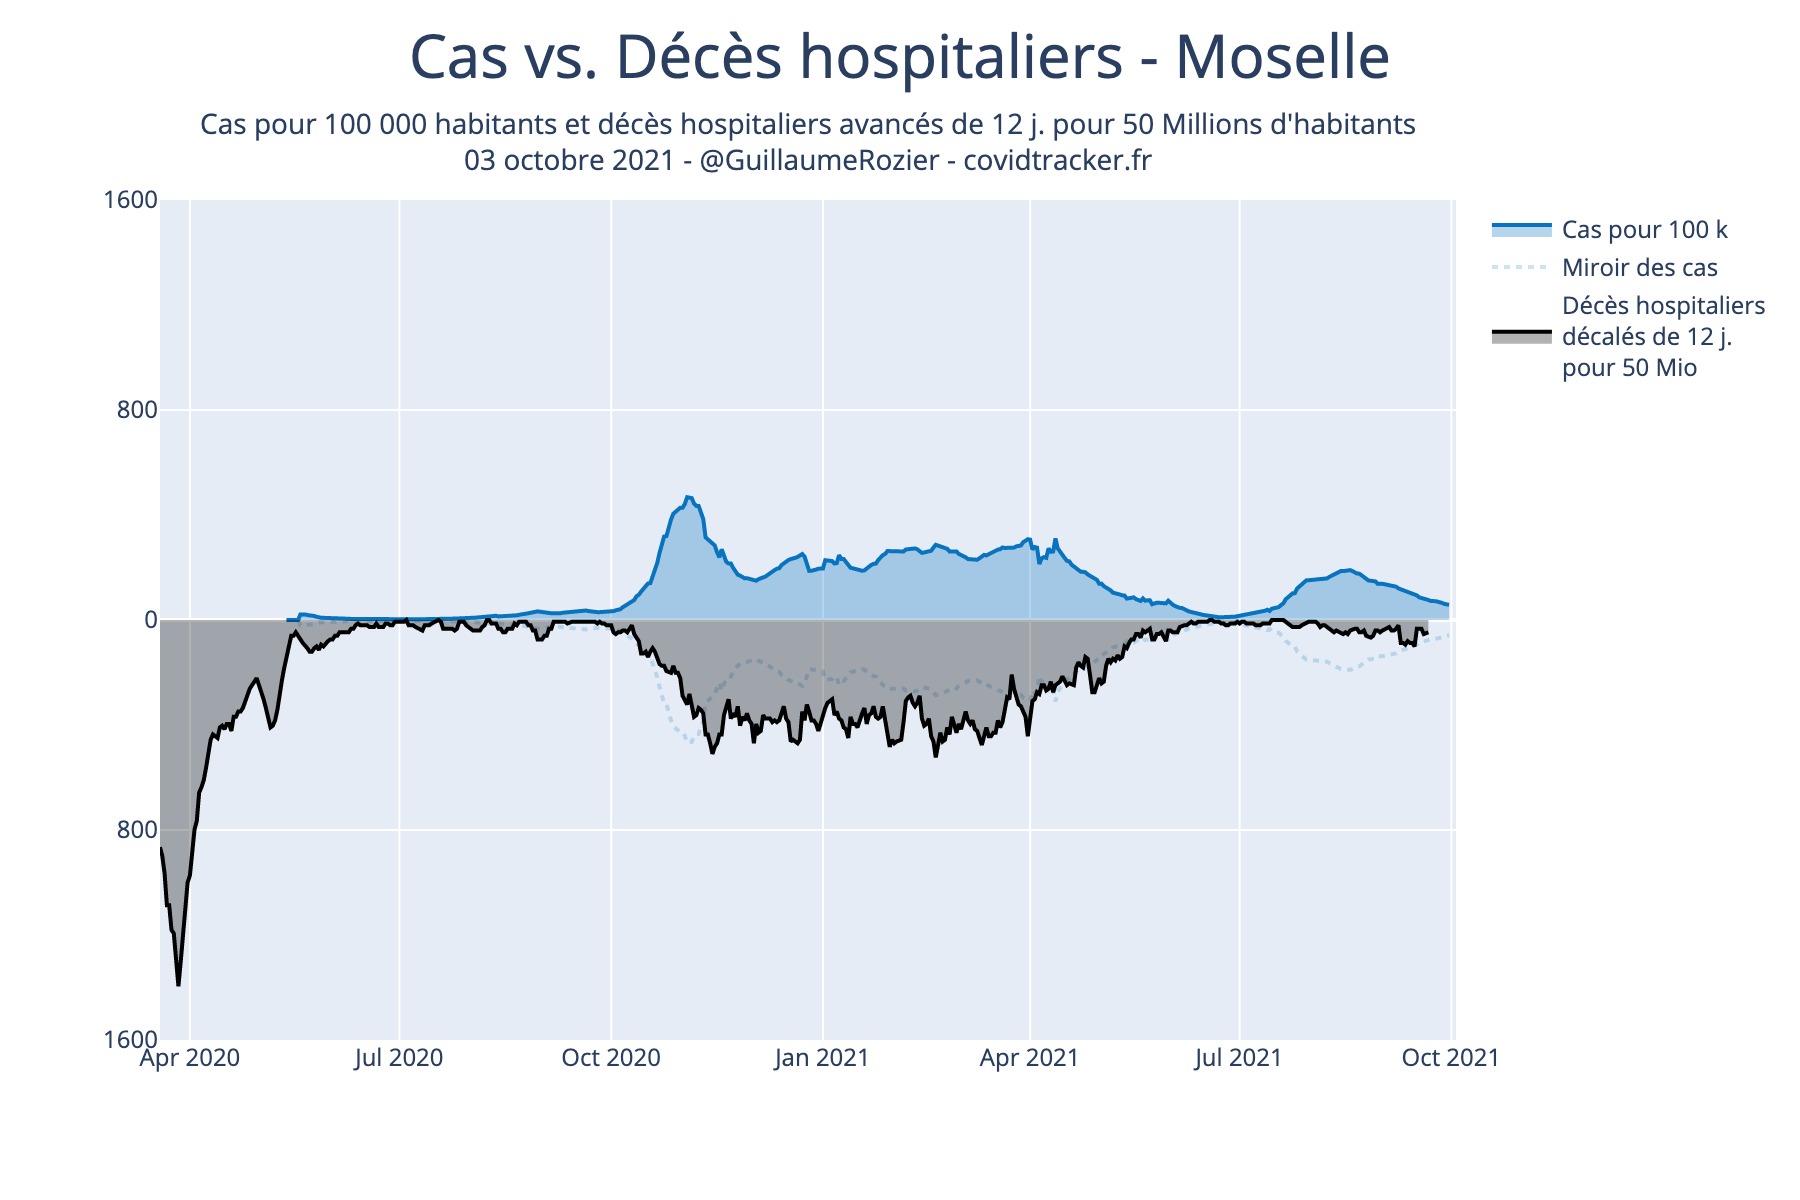 Cas vs. Décès hospitaliers - Moselle
Cas pour 100 000 habitants et décès hospitaliers avancés de 12 j. pour 50 Millions d'habitants
03 octobre 2021 - @GuillaumeRozier - covidtracker.fr
1600
800
0
800
1600
Apr 2020
Jul 2020
Oct 2020
Jan 2021
Apr 2021
Jul 2021
Oct 2021
Cas pour 100 k
Miroir des cas
Décès hospitaliers
décalés de 12 j.
pour 50 Mio